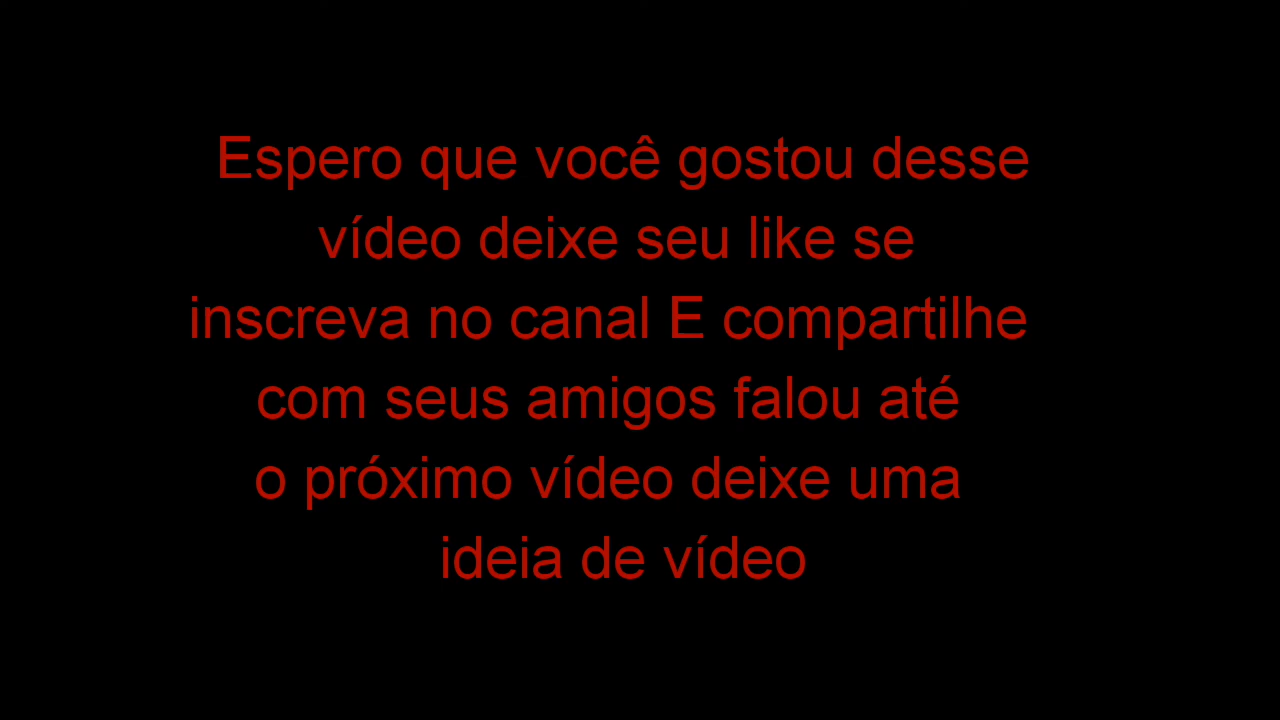 Espero que você gostou desse
vídeo deixe seu like se
inscreva no canal E compartilhe
com seus amigos falou até
o próximo vídeo deixe uma
ideia de vídeo